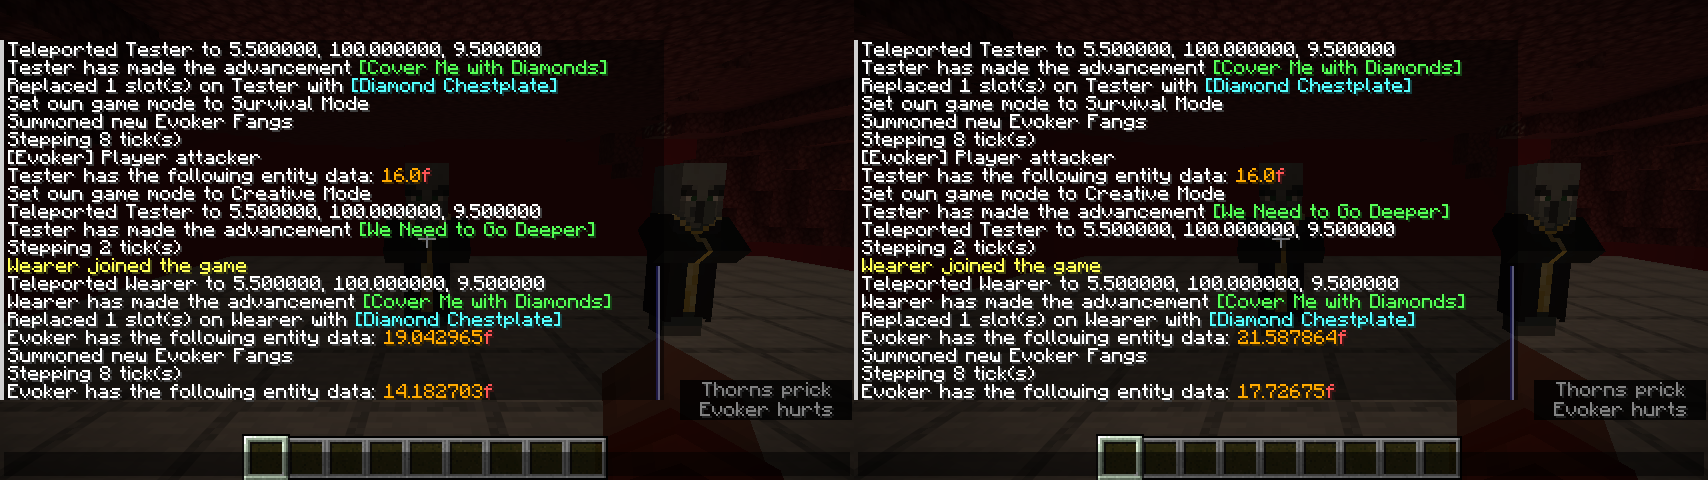 Teleported Tester to 5.500000, 100.000000, 9.500000
Tester has made the advancement [Cover Me with Diamonds]
Replaced 1 slot(s) on Tester with [Diamond Chestplate]
Set own game mode to Survival Mode
Summoned new Evoker Fangs
Stepping 8 tick(s)
[Evoker] Player attacker
Tester has the following entity data: 16.0f
Set own game mode to Creative Mode
Teleported Tester to 5.500000, 100.000000, 9.500000
Tester has made the advancement [We Need to Go Deeper]
Stepping 2 tick(s)
Wearer joined the game
Teleported Wearer to 5.500000, 100.000000, 9.500000
Wearer has made the advancement [Cover Me with Diamonds]
Replaced 1 slot(s) on Wearer with [Diamond Chestplate]
Evoker has the following entity data: 19.042965f
Summoned new Evoker Fangs
Stepping 8 tick(s)
Evoker has the following entity data: 14.182703f
Thorns prick
Evoker hurts
Teleported Tester to 5.500000, 100.000000, 9.500000
Tester has made the advancement [Cover Me with Diamonds]
Replaced 1 slot(s) on Tester with [Diamond Chestplate]
Set own game mode to Survival Mode
Summoned new Evoker Fangs
Stepping 8 tick(s)
[Evoker] Player attacker
Tester has the following entity data: 16.0f
Set own game mode to Creative Mode
Tester has made the advancement [We Need to Go Deeper]
Teleported Tester to 5.500000, 100.000000, 9.500000
Stepping 2 tick(s)
Wearer joined the game
Teleported Wearer to 5.500000, 100.000000, 9.500000
Wearer has made the advancement [Cover Me with Diamonds]
Replaced 1 slot(s) on Wearer with [Diamond Chestplate]
Evoker has the following entity data: 21.587864f
Summoned new Evoker Fangs
Stepping 8 tick(s)
Evoker has the following entity data: 17.72675f
Thorns prick
Evoker hurts